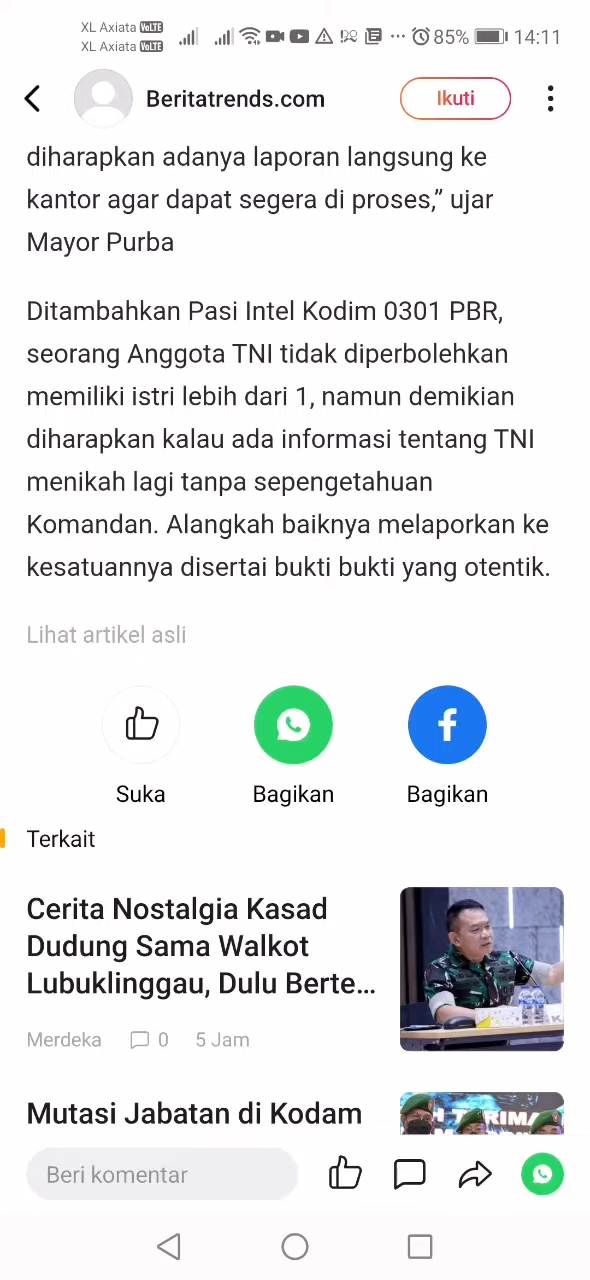 XL Axiata VoLTE
XL Axiata VoLTE
85% 14:11
Beritatrends.com
Ikuti
diharapkan adanya laporan langsung ke
kantor agar dapat segera di proses,” ujar
Mayor Purba
Ditambahkan Pasi Intel Kodim 0301 PBR,
seorang Anggota TNI tidak diperbolehkan
memiliki istri lebih dari 1, namun demikian
diharapkan kalau ada informasi tentang TNI
menikah lagi tanpa sepengetahuan
Komandan. Alangkah baiknya melaporkan ke
kesatuannya disertai bukti bukti yang otentik.
Lihat artikel asli
Suka
Bagikan
Bagikan
Terkait
Cerita Nostalgia Kasad
Dudung Sama Walkot
Lubuklinggau, Dulu Berte...
Merdeka 0 5 Jam
Mutasi Jabatan di Kodam
Beri komentar